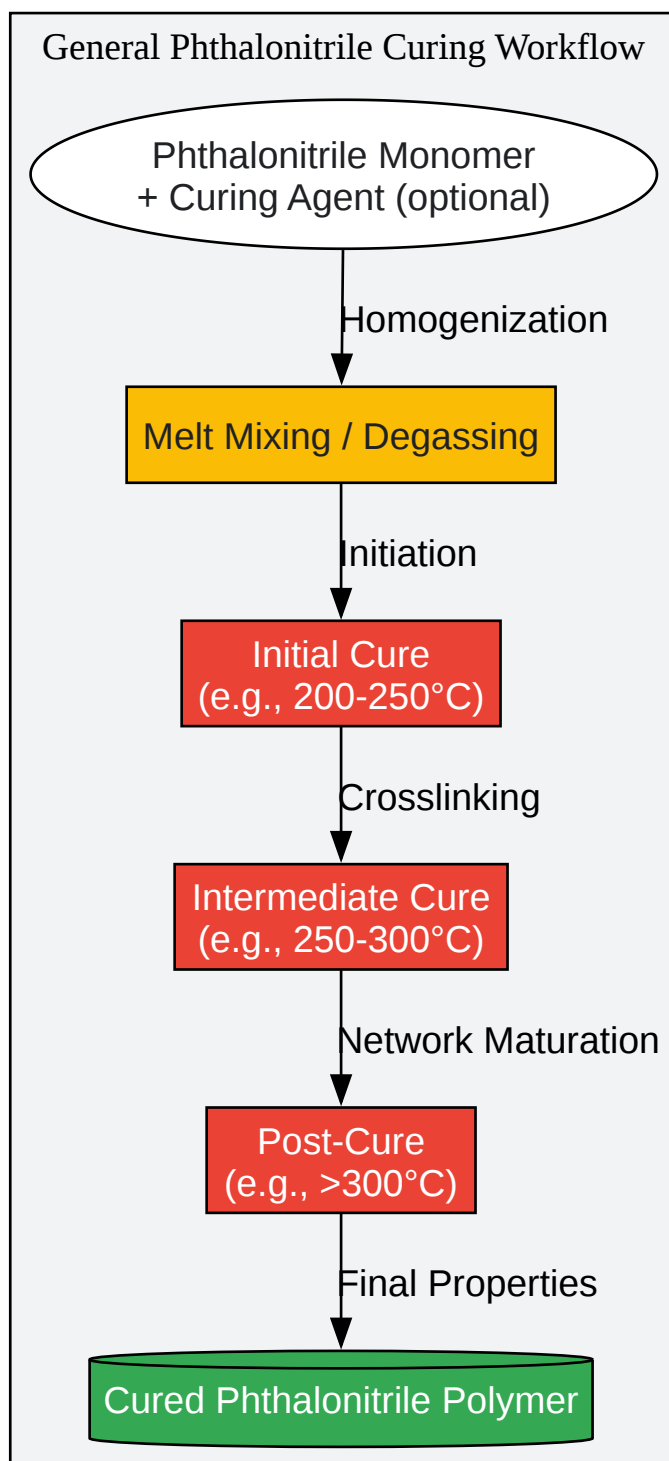 General Phthalonitrile Curing Workflow
Phthalonitrile Monomer
+ Curing Agent (optional)
Homogenization
Melt Mixing / Degassing
Initiation
Initial Cure
(e.g., 200-250°C)
Crosslinking
Intermediate Cure
(e.g., 250-300°C)
Network Maturation
Post-Cure
(e.g., >300°C)
Final Properties
Cured Phthalonitrile Polymer